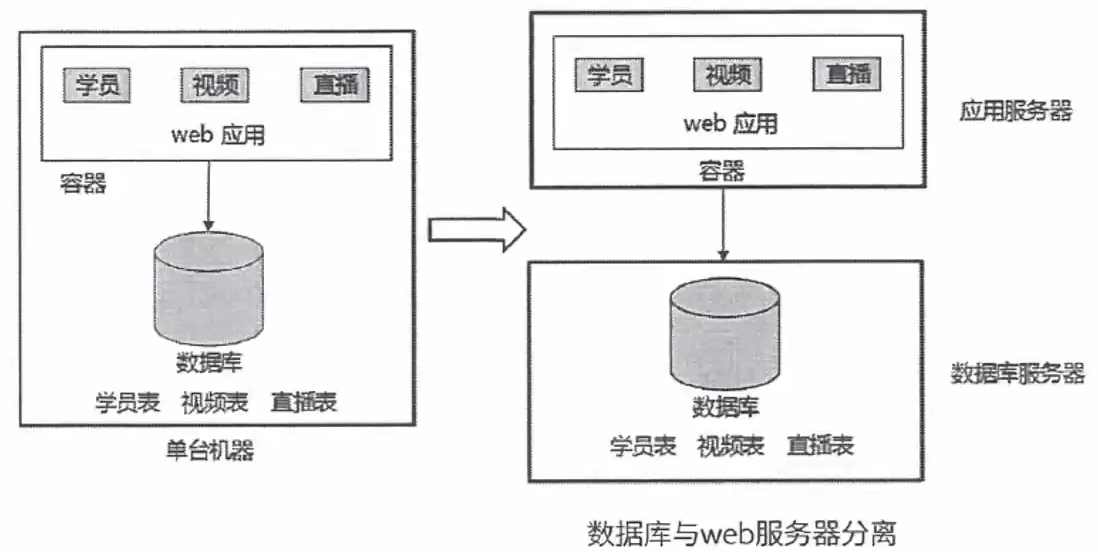 学员 视频 直播
web 应用
容器
数据库
学员表 视频表 直播表
单台机器
学员 视频 直播
web 应用
容器
应用服务器
数据库
学员表 视频表 直播表
数据库服务器
数据库与web服务器分离